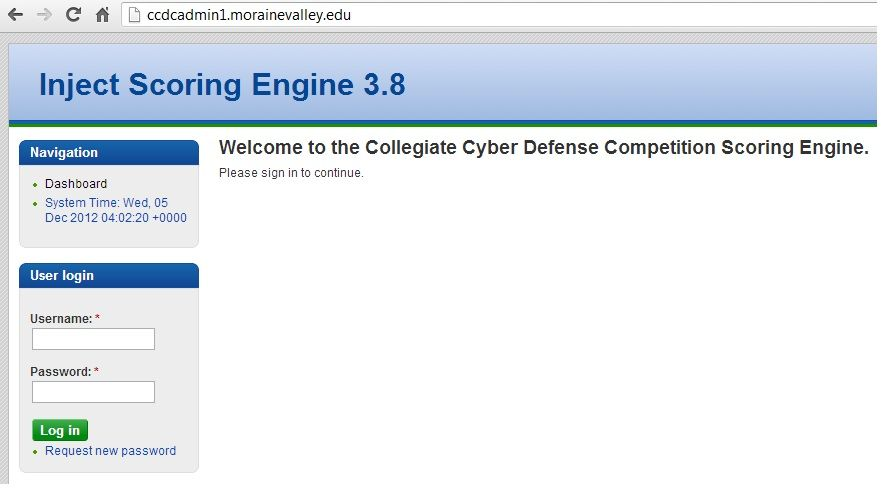 ccdcadmin1.morainevalley.edu
Inject Scoring Engine 3.8
Navigation
Dashboard
System Time: Wed, 05
Dec 2012 04:02:20 +0000
Welcome to the Collegiate Cyber Defense Competition Scoring Engine.
Please sign in to continue.
User login
Username: *
Password: *
Log in
Request new password